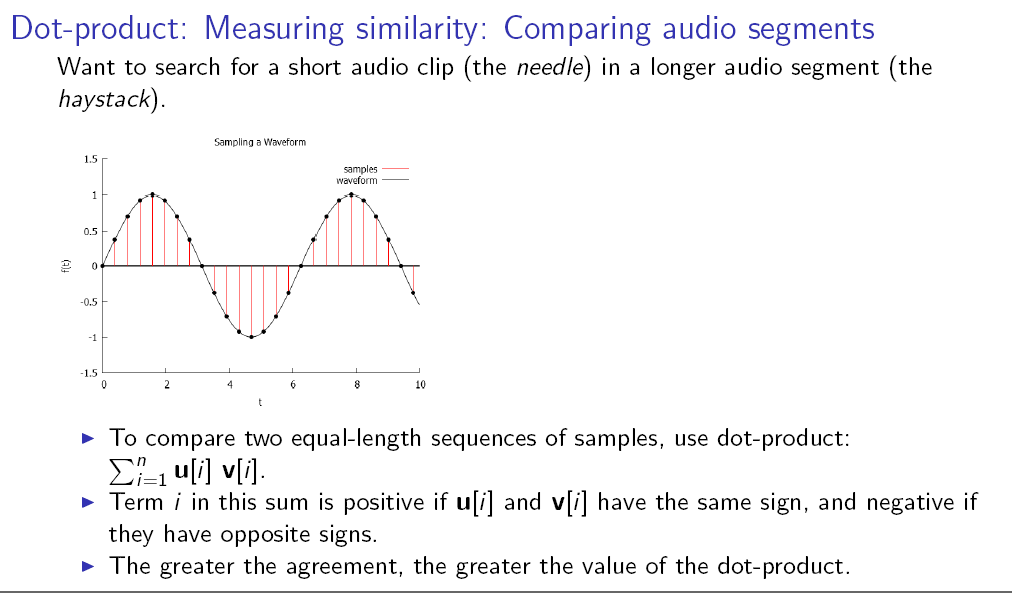 Dot-product: Measuring similarity: Comparing audio segments
Want to search for a short audio clip (the needle) in a longer audio segment (the
haystack).
Sampling a Waveform
samples
waveform
1.5
1
0.5
0
-0.5
-1
-1.5
f(t)
0 2 4 6 8 10
t
▶ To compare two equal-length sequences of samples, use dot-product:
∑ⁿᵢ₌₁ u[i] v[i].
▶ Term i in this sum is positive if u[i] and v[i] have the same sign, and negative if
they have opposite signs.
▶ The greater the agreement, the greater the value of the dot-product.